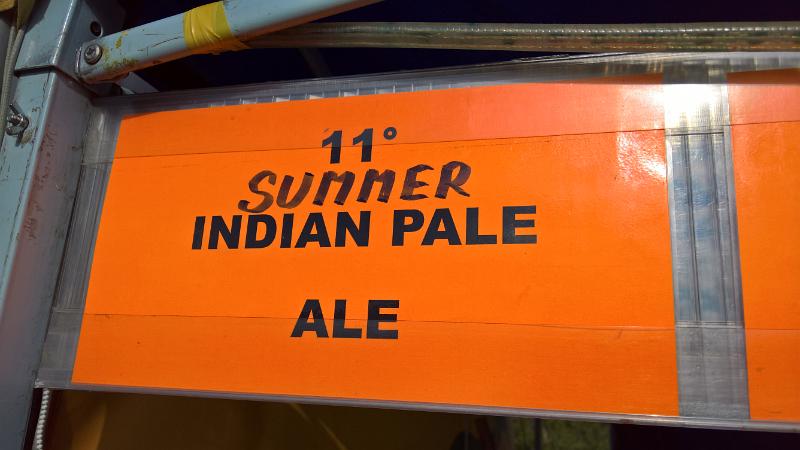 11°
SUMMER
INDIAN PALE
ALE